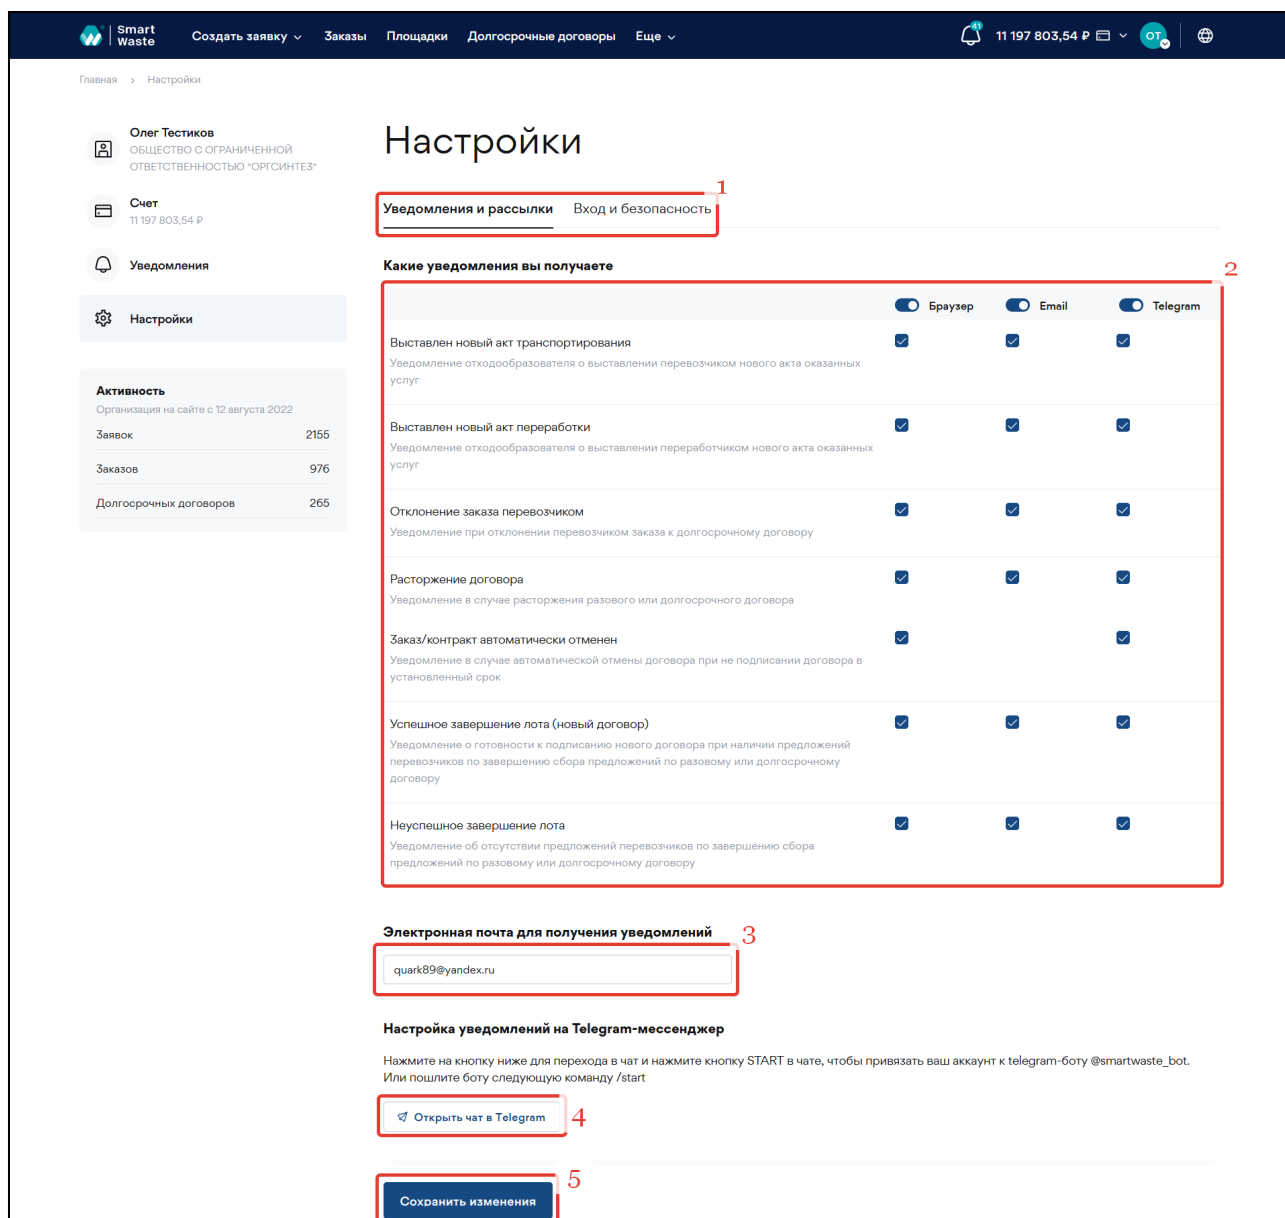 Smart
Waste
Создать заявку
Заказы
Площадки
Долгосрочные договоры
Еще
41
11 197 803,54 ₽
ОТ
Главная > Настройки
Олег Тестиков
ОБЩЕСТВО С ОГРАНИЧЕННОЙ
ОТВЕТСТВЕННОСТЬЮ "ОРГСИНТЕЗ"
Счет
11 197 803,54 ₽
Уведомления
Настройки
Активность
Организация на сайте с 12 августа 2022
Заявок 2155
Заказов 976
Долгосрочных договоров 265
Настройки
1
Уведомления и рассылки Вход и безопасность
Какие уведомления вы получаете
2
Браузер Email Telegram
Выставлен новый акт транспортирования
Уведомление отходообразователя о выставлении перевозчиком нового акта оказанных
услуг
Выставлен новый акт переработки
Уведомление отходообразователя о выставлении переработчиком нового акта оказанных
услуг
Отклонение заказа перевозчиком
Уведомление при отклонении перевозчиком заказа к долгосрочному договору
Расторжение договора
Уведомление в случае расторжения разового или долгосрочного договора
Заказ/контракт автоматически отменен
Уведомление в случае автоматической отмены договора при не подписании договора в
установленный срок
Успешное завершение лота (новый договор)
Уведомление о готовности к подписанию нового договора при наличии предложений
перевозчиков по завершению сбора предложений по разовому или долгосрочному
договору
Неуспешное завершение лота
Уведомление об отсутствии предложений перевозчиков по завершению сбора
предложений по разовому или долгосрочному договору
Электронная почта для получения уведомлений
3
quark89@yandex.ru
Настройка уведомлений на Telegram-мессенджер
Нажмите на кнопку ниже для перехода в чат и нажмите кнопку START в чате, чтобы привязать ваш аккаунт к telegram-боту @smartwaste_bot.
Или пошлите боту следующую команду /start
Открыть чат в Telegram
4
5
Сохранить изменения